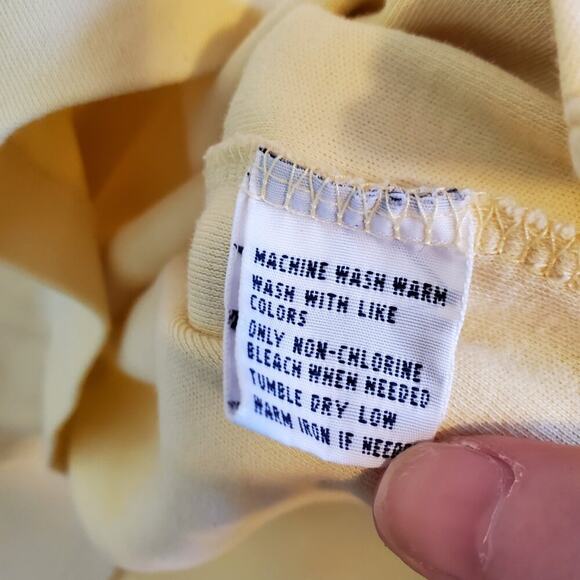 MACHINE WASH WARM
WASH WITH LIKE
COLORS
ONLY NON-CHLORINE
BLEACH WHEN NEEDED
TUMBLE DRY LOW
WARM IRON IF